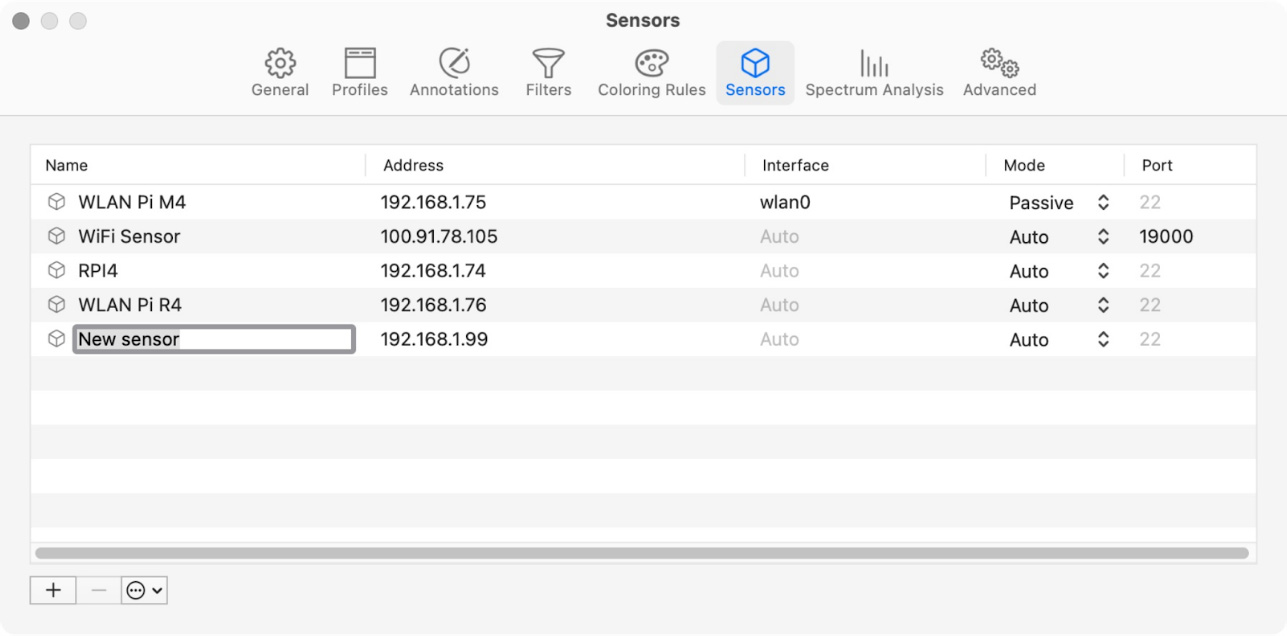 Sensors
General Profiles Annotations Filters Coloring Rules Sensors Spectrum Analysis Advanced
Name Address Interface Mode Port
WLAN Pi M4 192.168.1.75 wlan0 Passive 22
WiFi Sensor 100.91.78.105 Auto Auto 19000
RPI4 192.168.1.74 Auto Auto 22
WLAN Pi R4 192.168.1.76 Auto Auto 22
New sensor 192.168.1.99 Auto Auto 22